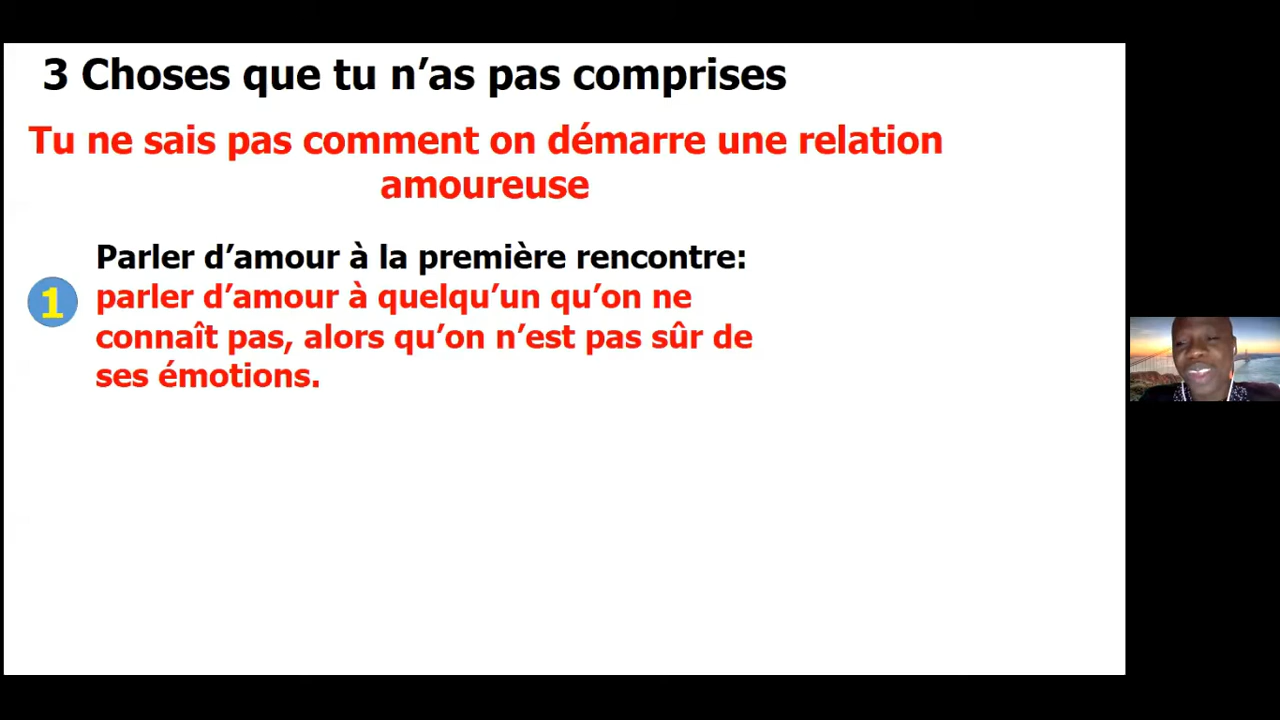 3 Choses que tu n’as pas comprises
Tu ne sais pas comment on démarre une relation
amoureuse
Parler d’amour à la première rencontre:
1
parler d’amour à quelqu’un qu’on ne
connaît pas, alors qu’on n’est pas sûr de
ses émotions.